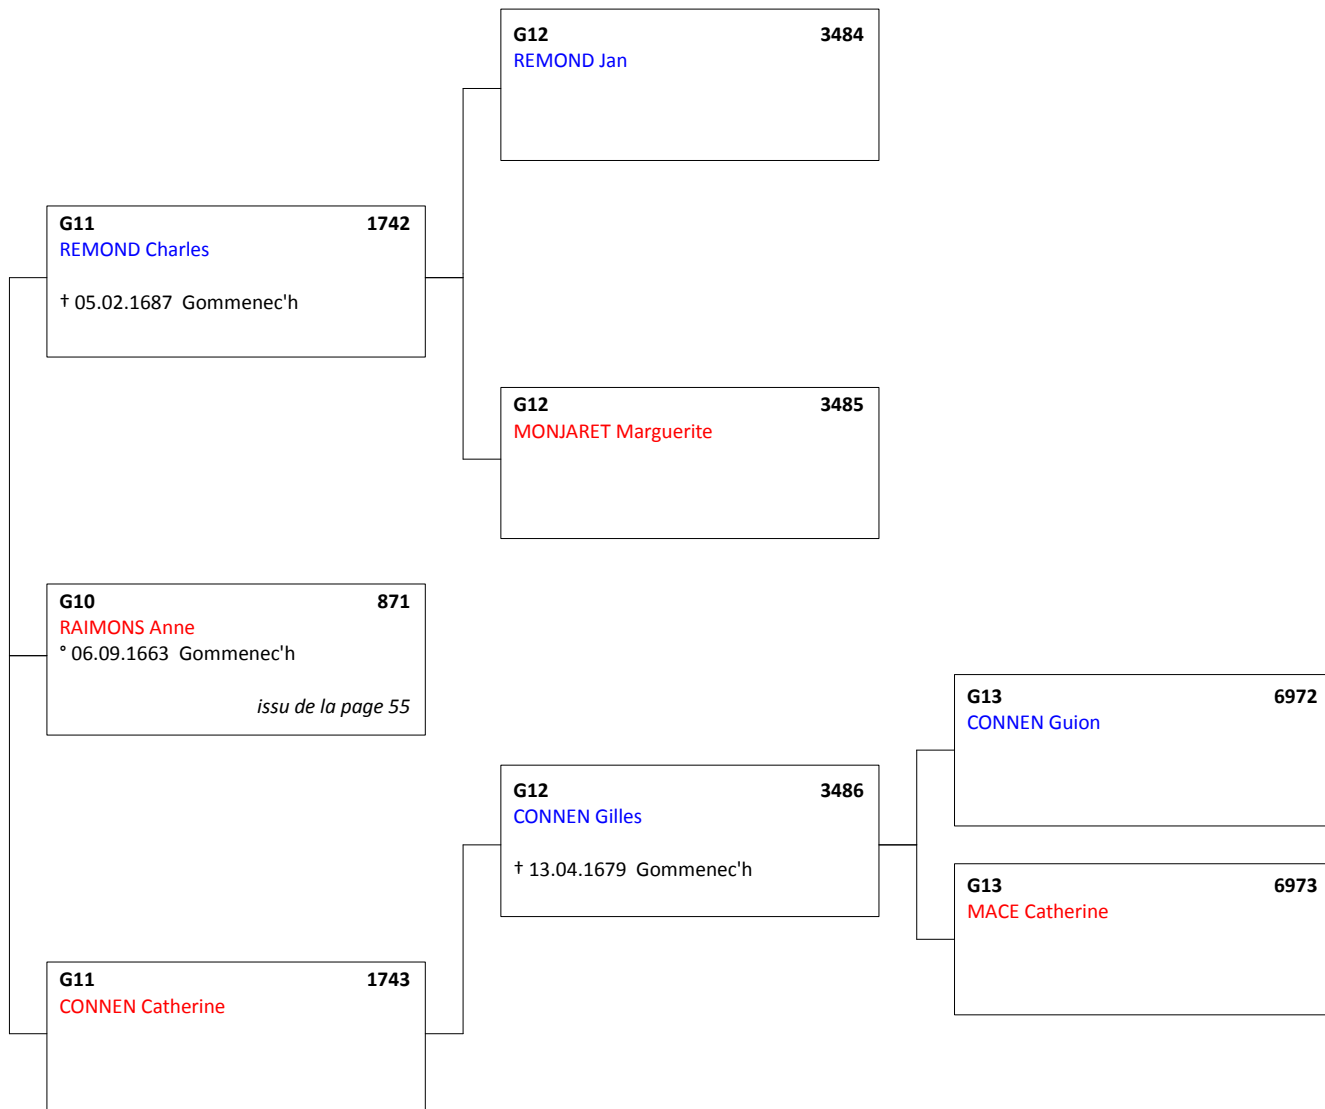 G12 3484
REMOND Jan
G11 1742
REMOND Charles
† 05.02.1687 Gommenec'h
G12 3485
MONJARET Marguerite
G10 871
RAIMONS Anne
° 06.09.1663 Gommenec'h
issu de la page 55
G13 6972
CONNEN Guion
G12 3486
CONNEN Gilles
† 13.04.1679 Gommenec'h
G13 6973
MACE Catherine
G11 1743
CONNEN Catherine